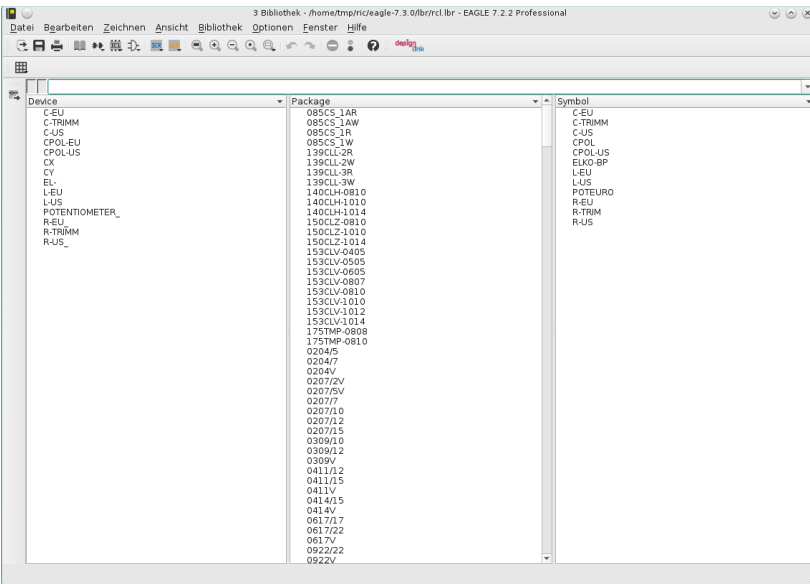 3 Bibliothek - /home/tmp/ric/eagle-7.3.0/lbr/rcl.lbr - EAGLE 7.2.2 Professional
Datei Bearbeiten Zeichnen Ansicht Bibliothek Optionen Fenster Hilfe
design link
Device
C-EU
C-TRIMM
C-US
CPOL-EU
CPOL-US
CX
CY
EL-
L-EU
L-US
POTENTIOMETER_
R-EU_
R-TRIMM
R-US_
Package
085CS_1AR
085CS_1AW
085CS_1R
085CS_1W
139CLL-2R
139CLL-2W
139CLL-3R
139CLL-3W
140CLH-0810
140CLH-1010
140CLH-1014
150CLZ-0810
150CLZ-1010
150CLZ-1014
153CLV-0405
153CLV-0505
153CLV-0605
153CLV-0807
153CLV-0810
153CLV-1010
153CLV-1012
153CLV-1014
175TMP-0808
175TMP-0810
0204/5
0204/7
0204V
0207/2V
0207/5V
0207/7
0207/10
0207/12
0207/15
0309/10
0309/12
0309V
0411/12
0411/15
0411V
0414/15
0414V
0617/17
0617/22
0617V
0922/22
0922V
Symbol
C-EU
C-TRIMM
C-US
CPOL
CPOL-US
ELKO-BP
L-EU
L-US
POTEURO
R-EU
R-TRIM
R-US